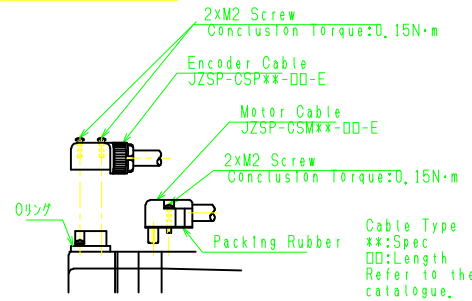 2×M2 Screw
Conclusion Torque:0.15N·m
Encoder Cable
JZSP-CSP**-□□-E
Motor Cable
JZSP-CSM**-□□-E
2×M2 Screw
Conclusion Torque:0.15N·m
Oリング
Packing Rubber
Cable Type
**:Spec
□□:Length
Refer to the
catalogue.